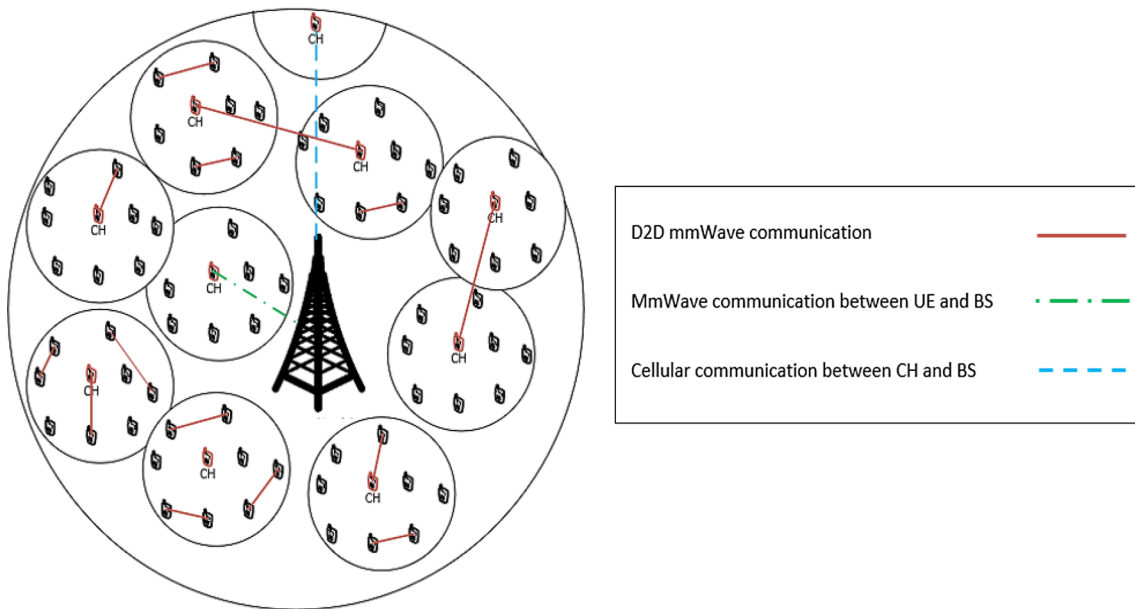 CH
CH
CH
CH
CH
CH
CH
CH
CH
CH
D2D mmWave communication
MmWave communication between UE and BS
Cellular communication between CH and BS